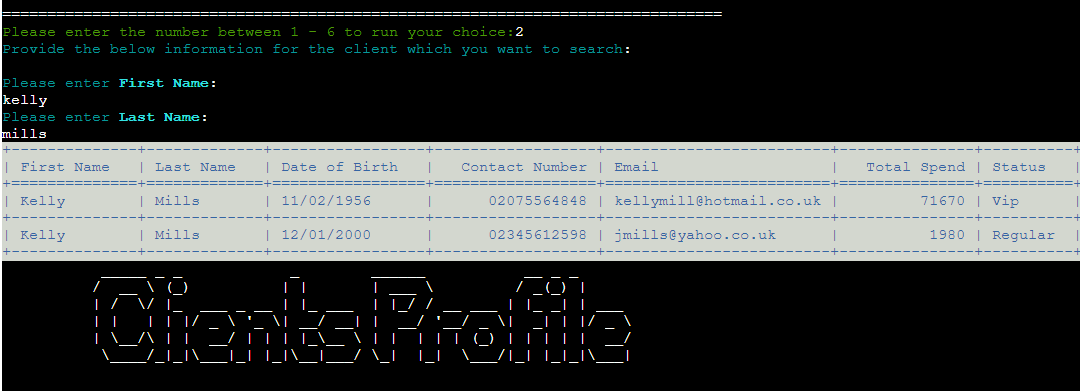 Please enter the number between 1 - 6 to run your choice:2
Provide the below information for the client which you want to search:
Please enter First Name:
kelly
Please enter Last Name:
mills
| First Name | Last Name | Date of Birth | Contact Number | Email | Total Spend | Status |
| Kelly | Mills | 11/02/1956 | 02075564848 | kellymill@hotmail.co.uk | 71670 | Vip |
| Kelly | Mills | 12/01/2000 | 02345612598 | jmills@yahoo.co.uk | 1980 | Regular |
ClientsProfile